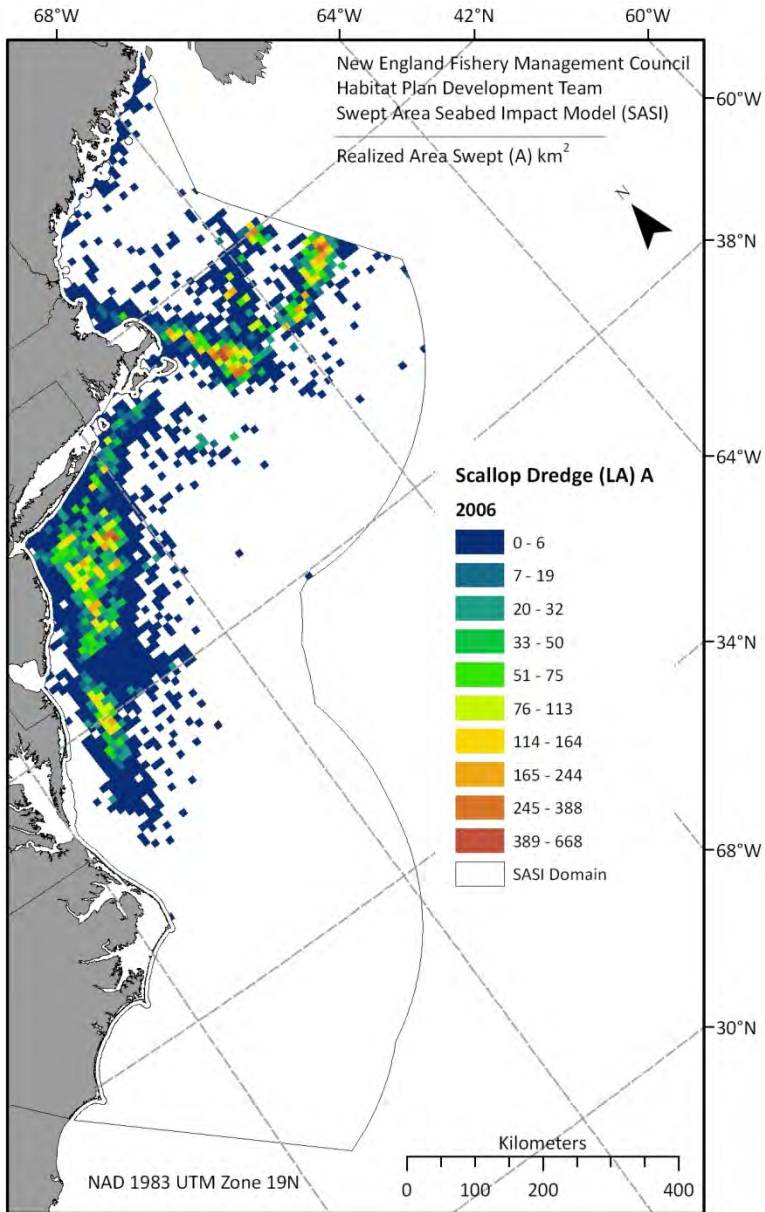 68°W
64°W
42°N
60°W
New England Fishery Management Council
Habitat Plan Development Team
Swept Area Seabed Impact Model (SASI)
Realized Area Swept (A) km²
60°W
N
38°N
64°W
Scallop Dredge (LA) A
2006
0 - 6
7 - 19
20 - 32
33 - 50
34°N
51 - 75
76 - 113
114 - 164
165 - 244
245 - 388
389 - 668
68°W
SASI Domain
30°N
Kilometers
NAD 1983 UTM Zone 19N
0 100 200 300 400